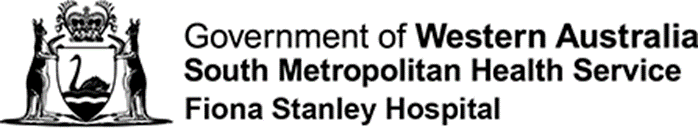 Government of Western Australia
South Metropolitan Health Service
Fiona Stanley Hospital